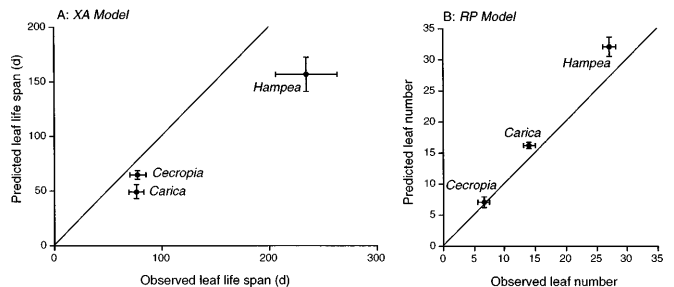 A: XA Model
200
150
100
50
0
Predicted leaf life span (d)
Hampea
Cecropia
Carica
0
100
200
300
Observed leaf life span (d)
B: RP Model
35
30
25
20
15
10
5
0
Predicted leaf number
Hampea
Carica
Cecropia
0
5
10
15
20
25
30
35
Observed leaf number